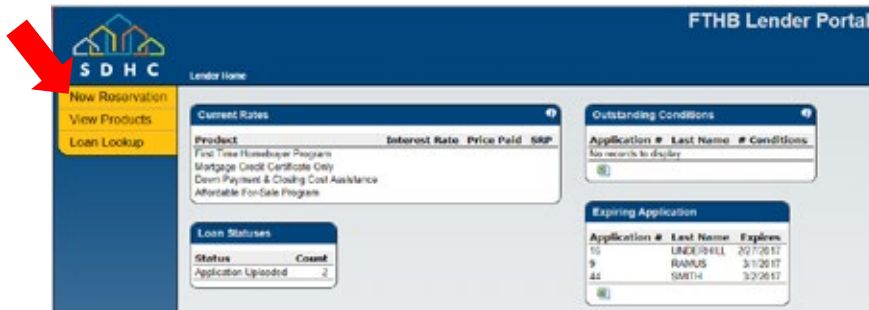 FTHB Lender Portal
SDHC
Lender Home
New Reservation
View Products
Loan Lookup
Current Rates
Product Interest Rate Price Paid SRP
First Time Homebuyer Program
Mortgage Credit Certificate Only
Down Payment & Closing Cost Assistance
Affordable For-Sale Program
Loan Statuses
Status Count
Application Uploaded 2
Outstanding Conditions
Application # Last Name # Conditions
No records to display
Expiring Application
Application # Last Name Expires
16 UNDERHILL 2/27/2017
9 RAMUS 3/1/2017
44 SMITH 3/2/2017